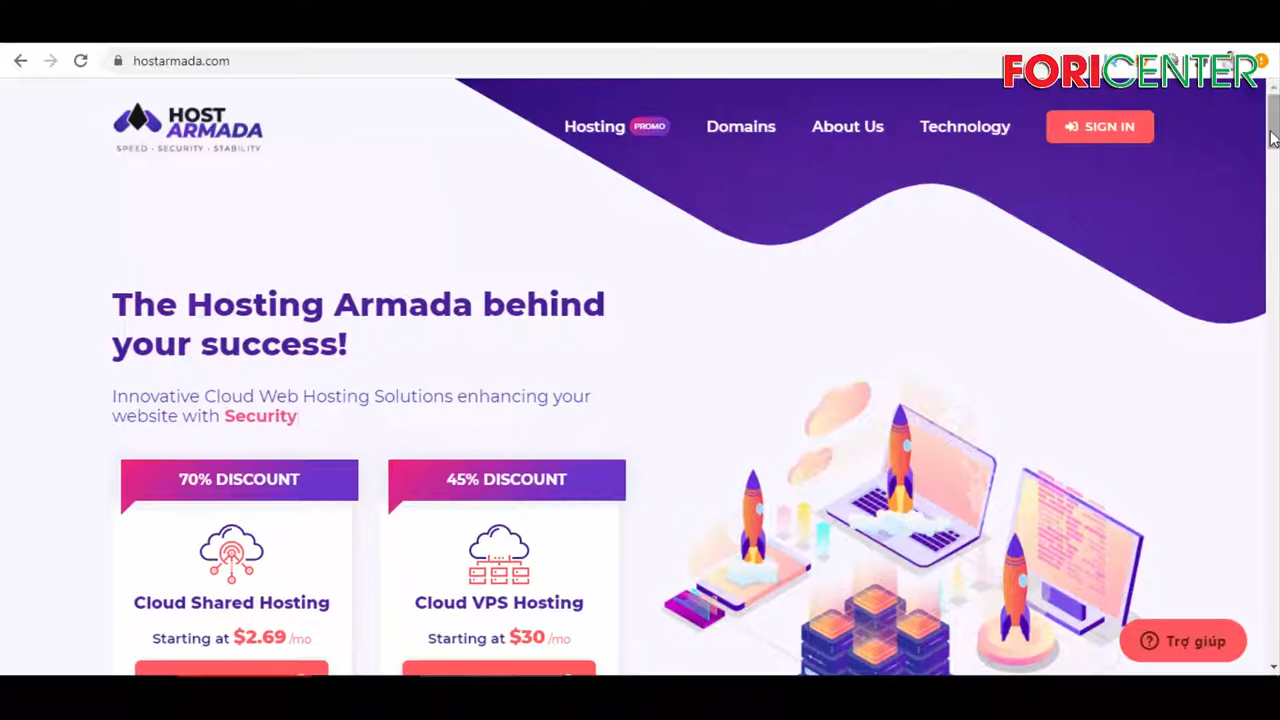 hostarmada.com
FORICENTER
HOST
ARMADA
SPEED · SECURITY · STABILITY
Hosting PROMO Domains About Us Technology SIGN IN
The Hosting Armada behind
your success!
Innovative Cloud Web Hosting Solutions enhancing your
website with Security
70% DISCOUNT
Cloud Shared Hosting
Starting at $2.69 /mo
45% DISCOUNT
Cloud VPS Hosting
Starting at $30 /mo
Trợ giúp